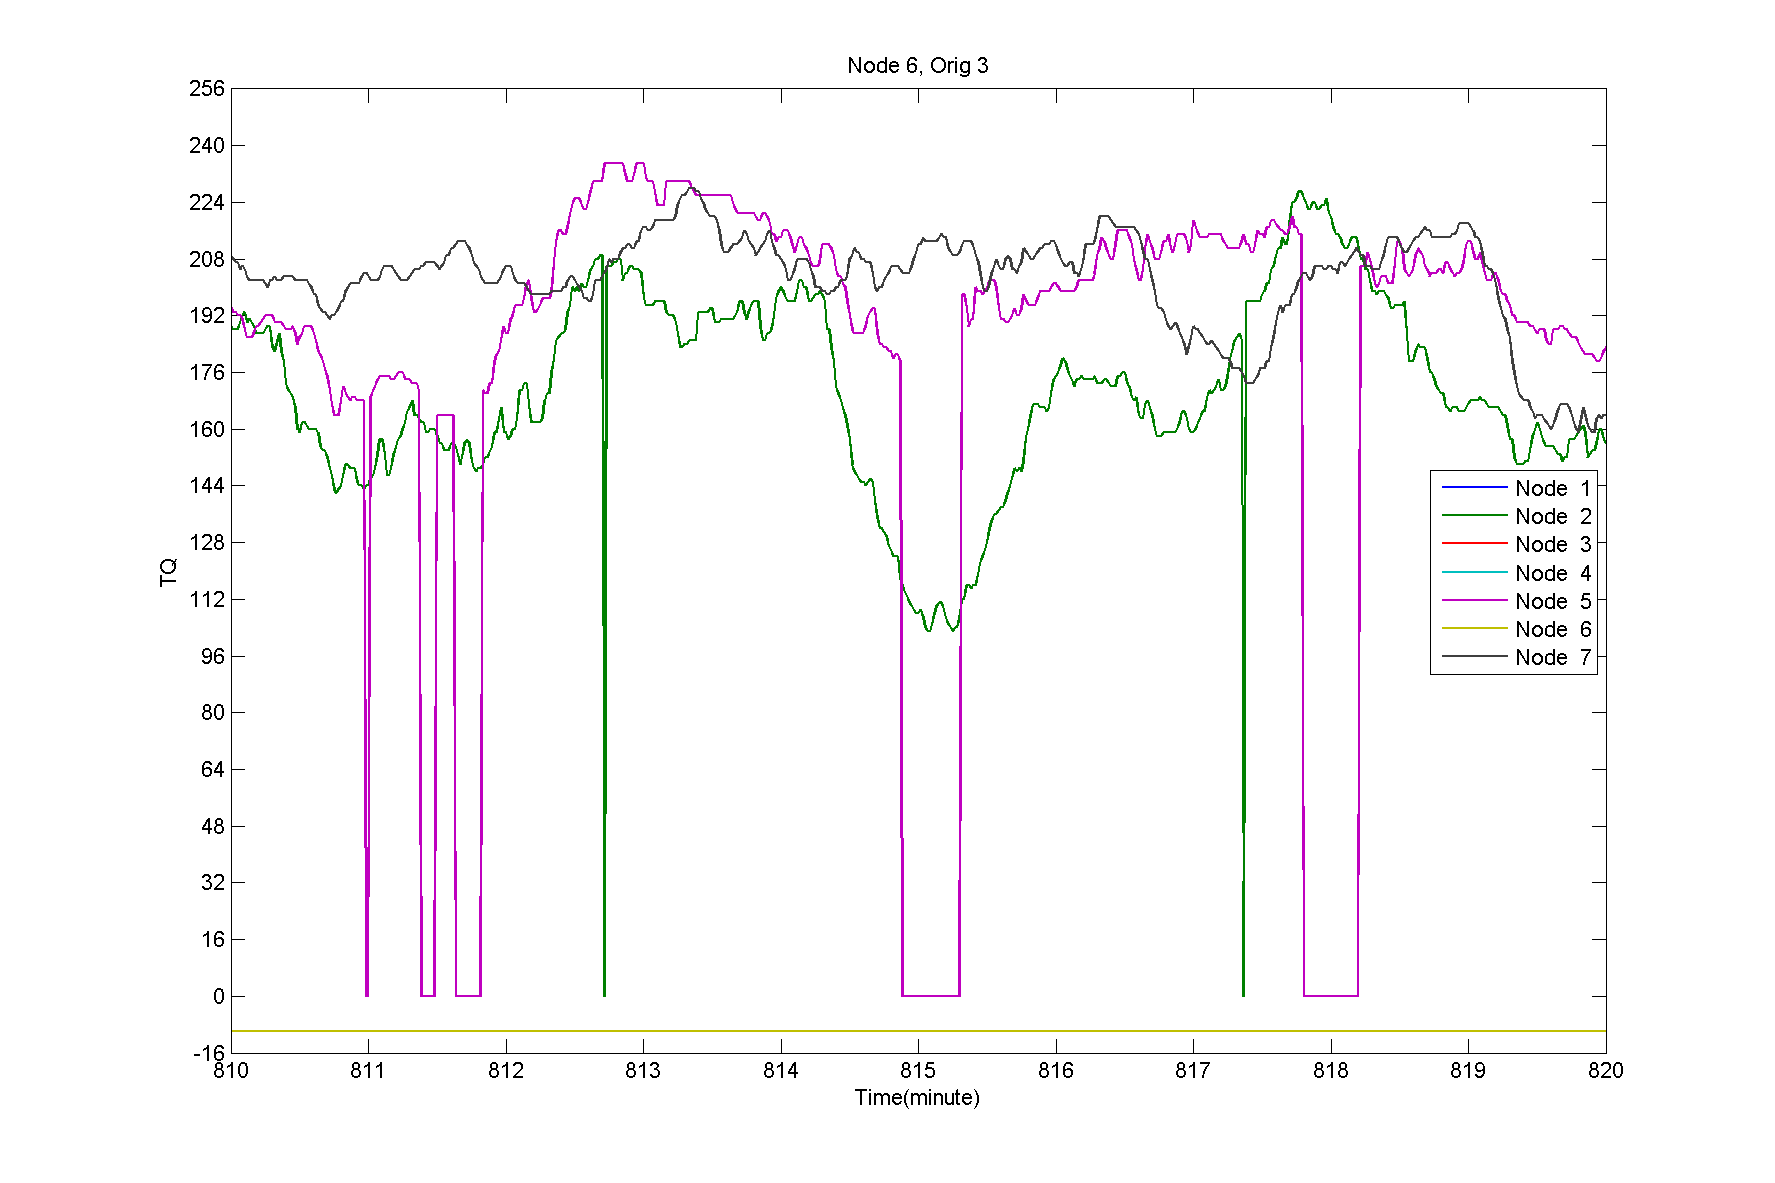 Node 6, Orig 3
256
240
224
208
192
176
160
144
128
112
96
80
64
48
32
16
0
-16
TQ
Node 1
Node 2
Node 3
Node 4
Node 5
Node 6
Node 7
810 811 812 813 814 815 816 817 818 819 820
Time(minute)